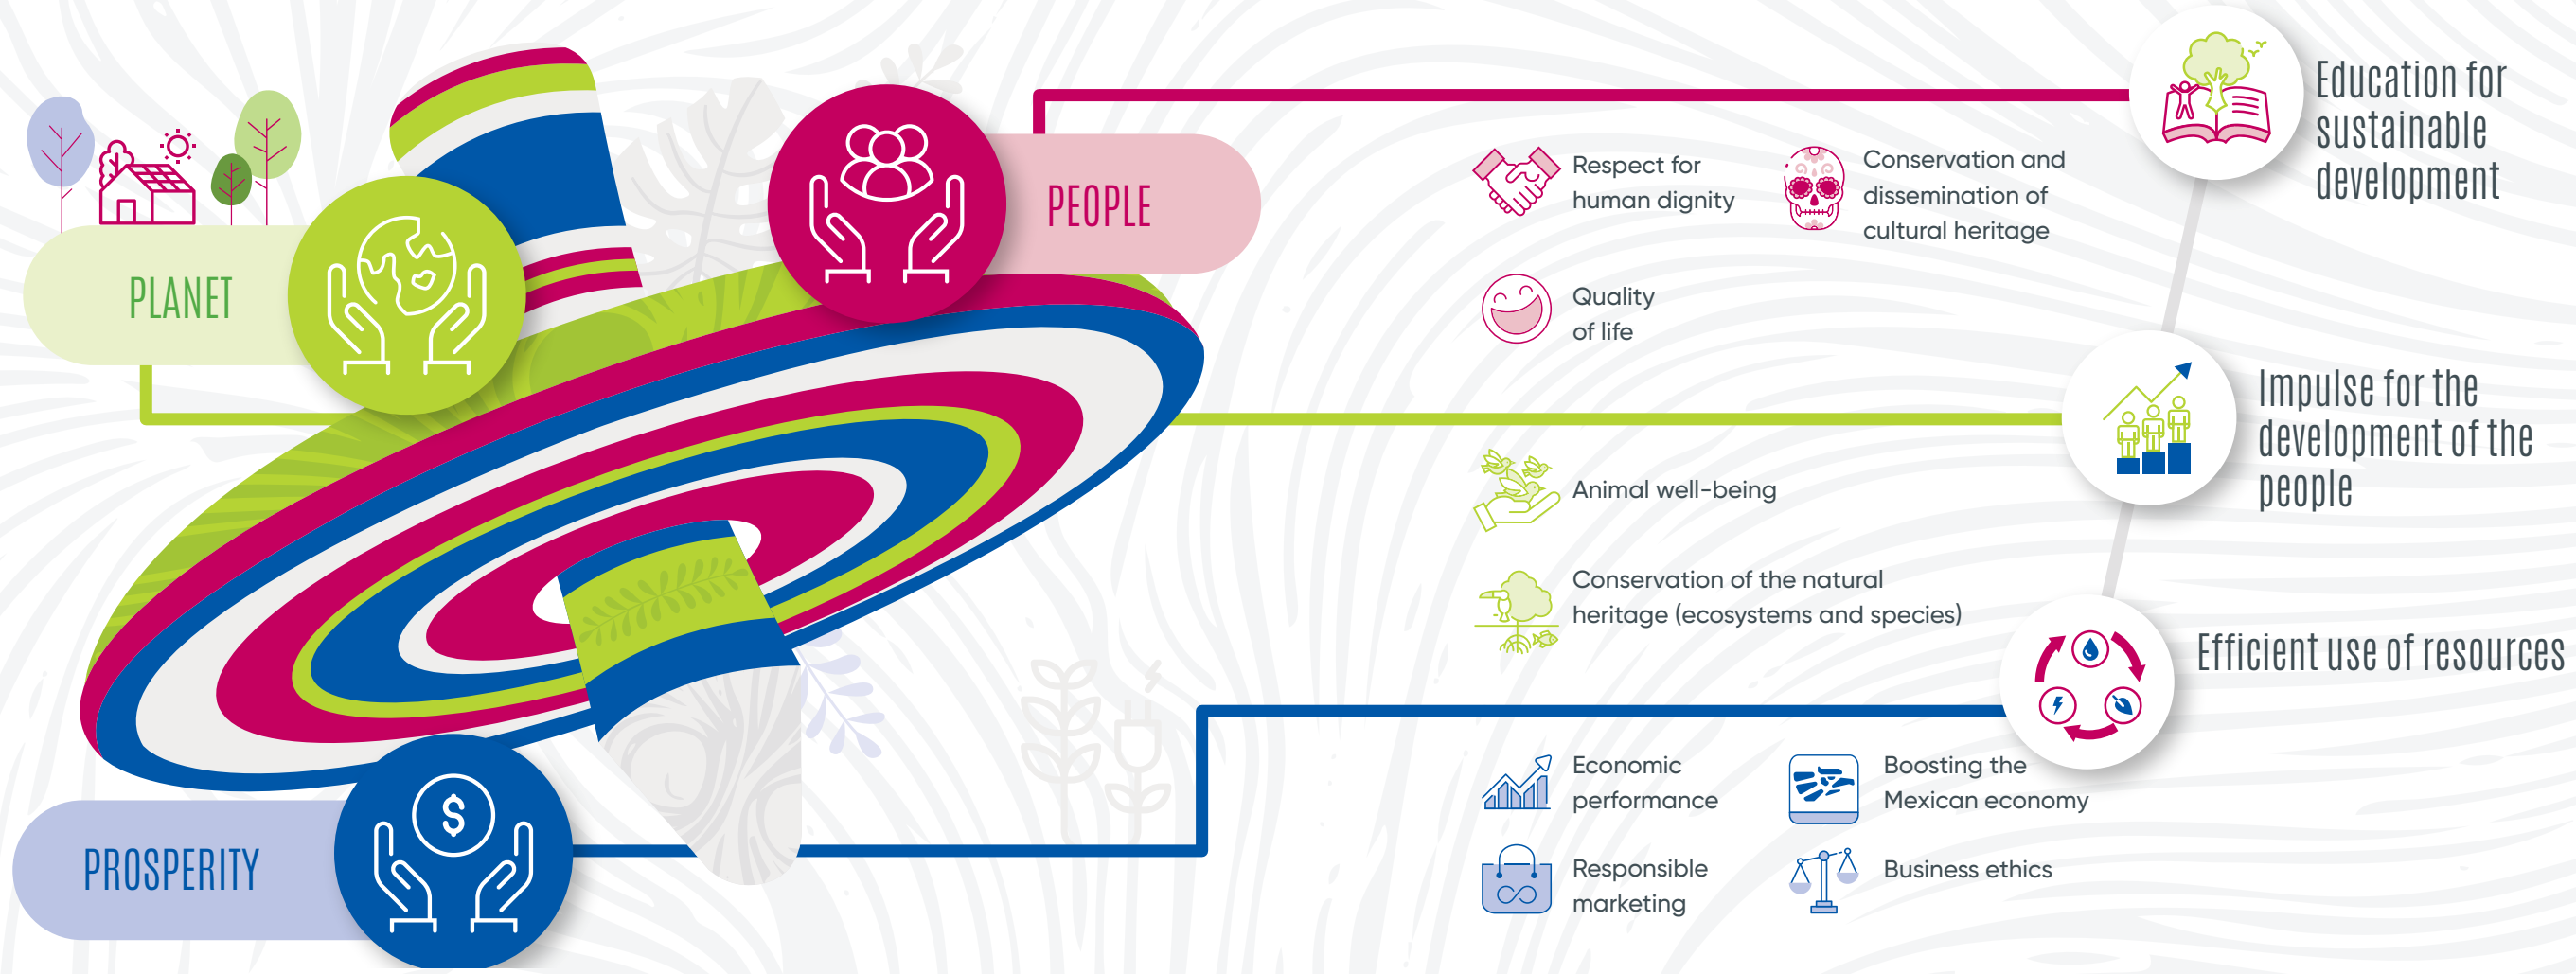 PEOPLE
Respect for
human dignity
Conservation and
dissemination of
cultural heritage
Quality
of life
Education for
sustainable
development
PLANET
Animal well-being
Conservation of the natural
heritage (ecosystems and species)
Impulse for the
development of the
people
PROSPERITY
$
Economic
performance
Boosting the
Mexican economy
Responsible
marketing
Business ethics
Efficient use of resources